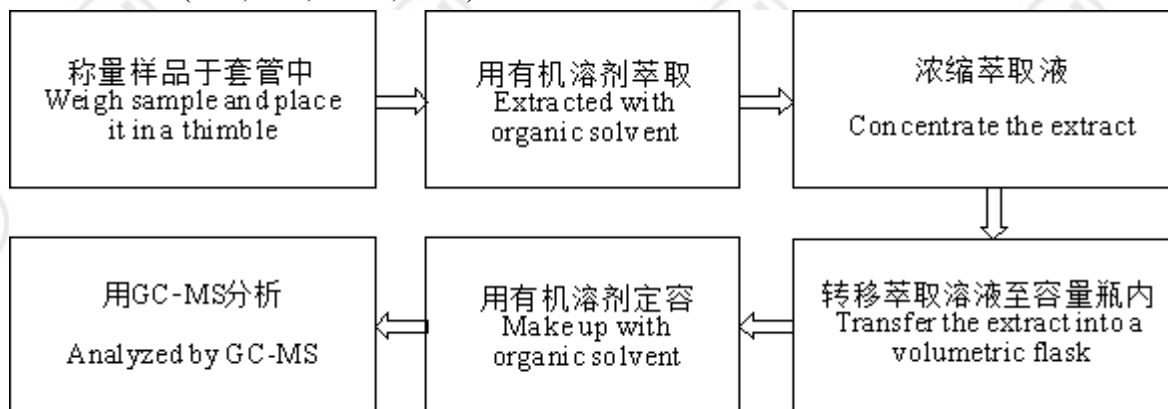 称量样品于套管中
Weigh sample and place
it in a thimble
用有机溶剂萃取
Extracted with
organic solvent
浓缩萃取液
Concentrate the extract
转移萃取溶液至容量瓶内
Transfer the extract into a
volumetric flask
用有机溶剂定容
Make up with
organic solvent
用GC-MS分析
Analyzed by GC-MS